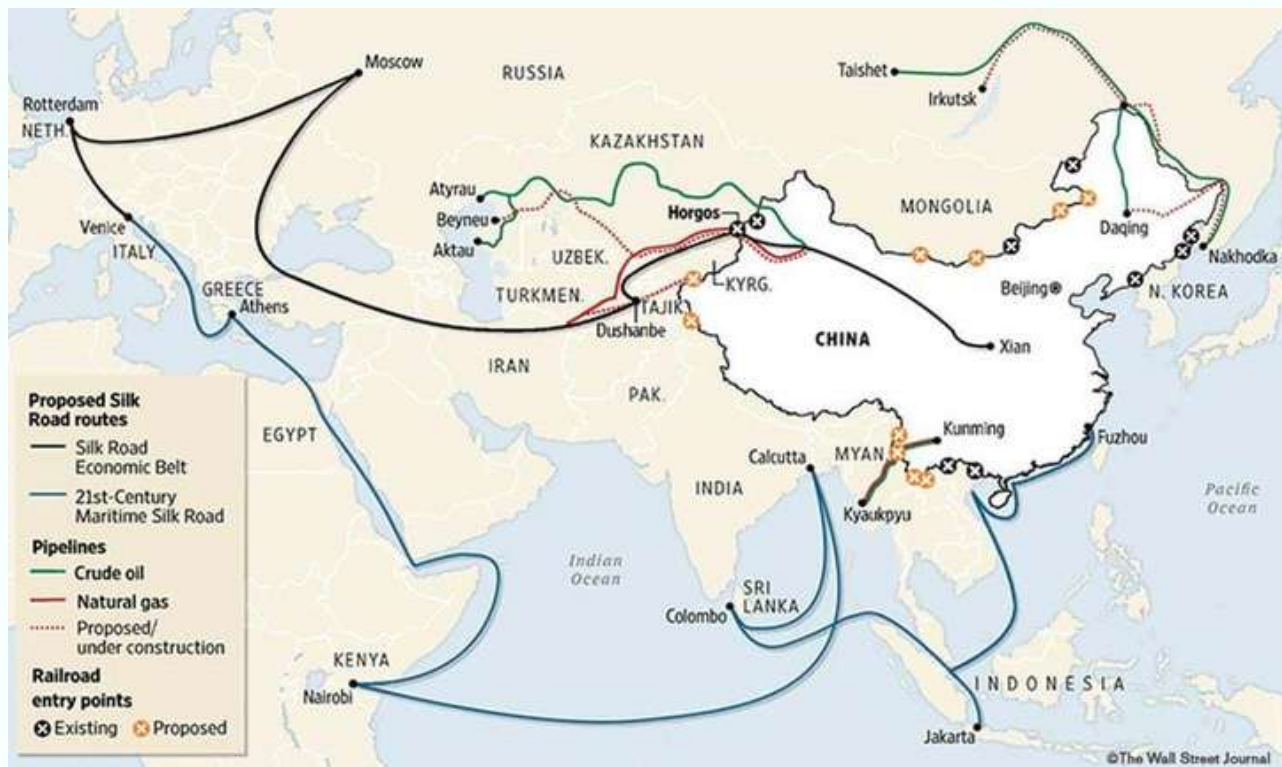 Moscow
RUSSIA
Taishet
Irkutsk
Rotterdam
NETH.
KAZAKHSTAN
Atyrau
Beyneu
Aktau
Horgos
MONGOLIA
Daqing
Nakhodka
Venice
ITALY
UZBEK.
KYRG.
Beijing
N. KOREA
GREECE
Athens
TURKMEN.
TAJIK.
Dushanbe
CHINA
Xian
IRAN
PAK.
EGYPT
Kunming
Fuzhou
Calcutta
MYAN.
INDIA
Kyaukpyu
Pacific
Ocean
Indian
Ocean
SRI
LANKA
Colombo
KENYA
Nairobi
INDONESIA
Jakarta
Proposed Silk
Road routes
Silk Road
Economic Belt
21st-Century
Maritime Silk Road
Pipelines
Crude oil
Natural gas
Proposed/
under construction
Railroad
entry points
Existing
Proposed
©The Wall Street Journal